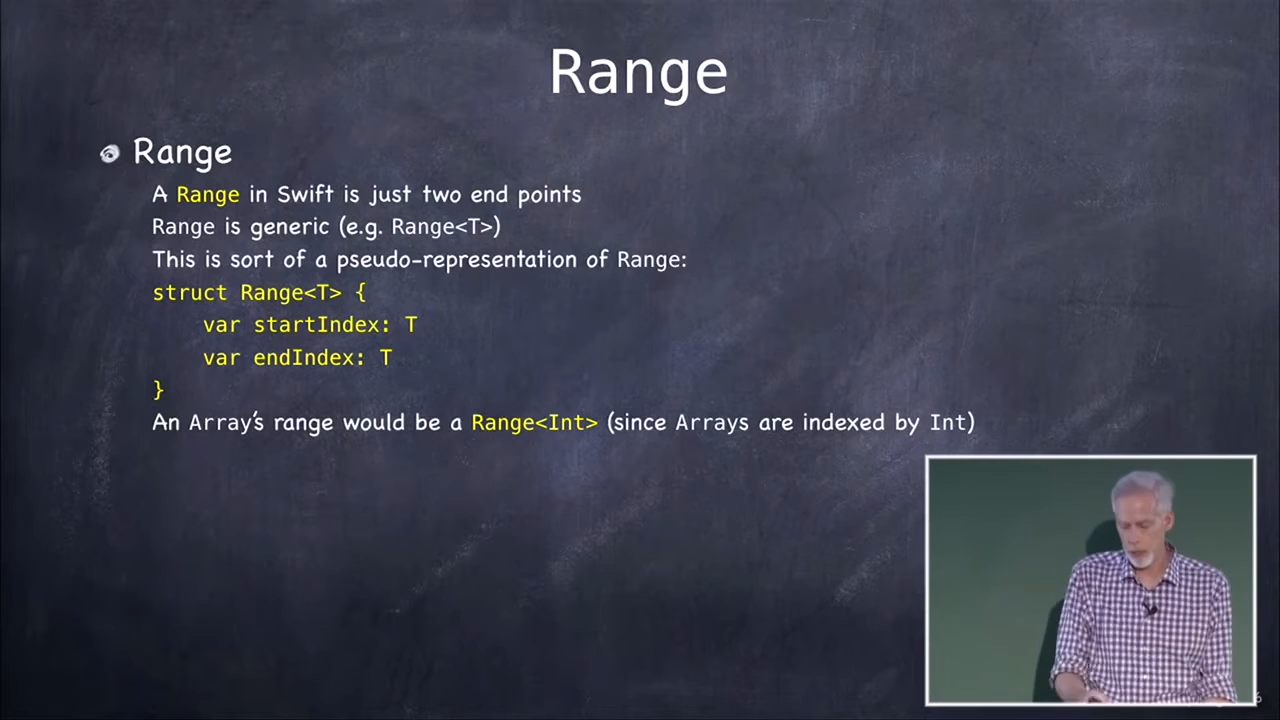 Range
Range
A Range in Swift is just two end points
Range is generic (e.g. Range<T>)
This is sort of a pseudo-representation of Range:
struct Range<T> {
    var startIndex: T
    var endIndex: T
}
An Array's range would be a Range<Int> (since Arrays are indexed by Int)
6